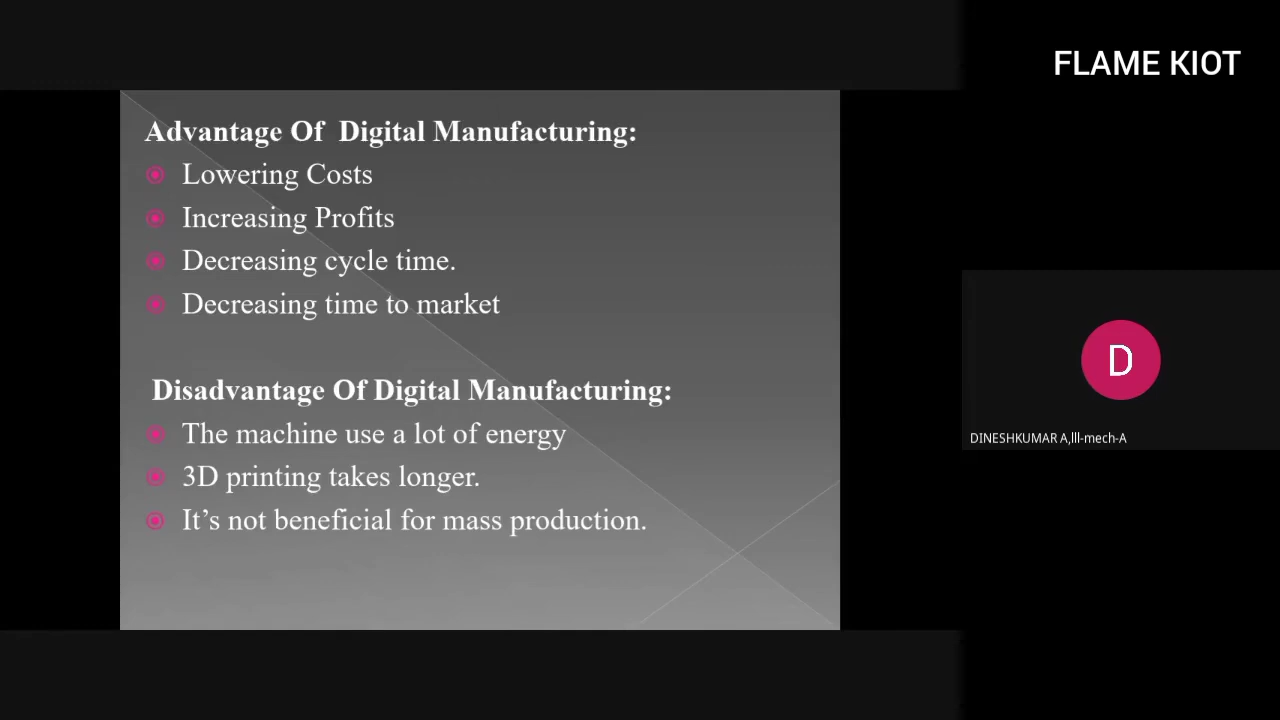 FLAME KIOT
Advantage Of Digital Manufacturing:
Lowering Costs
Increasing Profits
Decreasing cycle time.
Decreasing time to market
Disadvantage Of Digital Manufacturing:
The machine use a lot of energy
3D printing takes longer.
It’s not beneficial for mass production.
D
DINESHKUMAR A,lll-mech-A